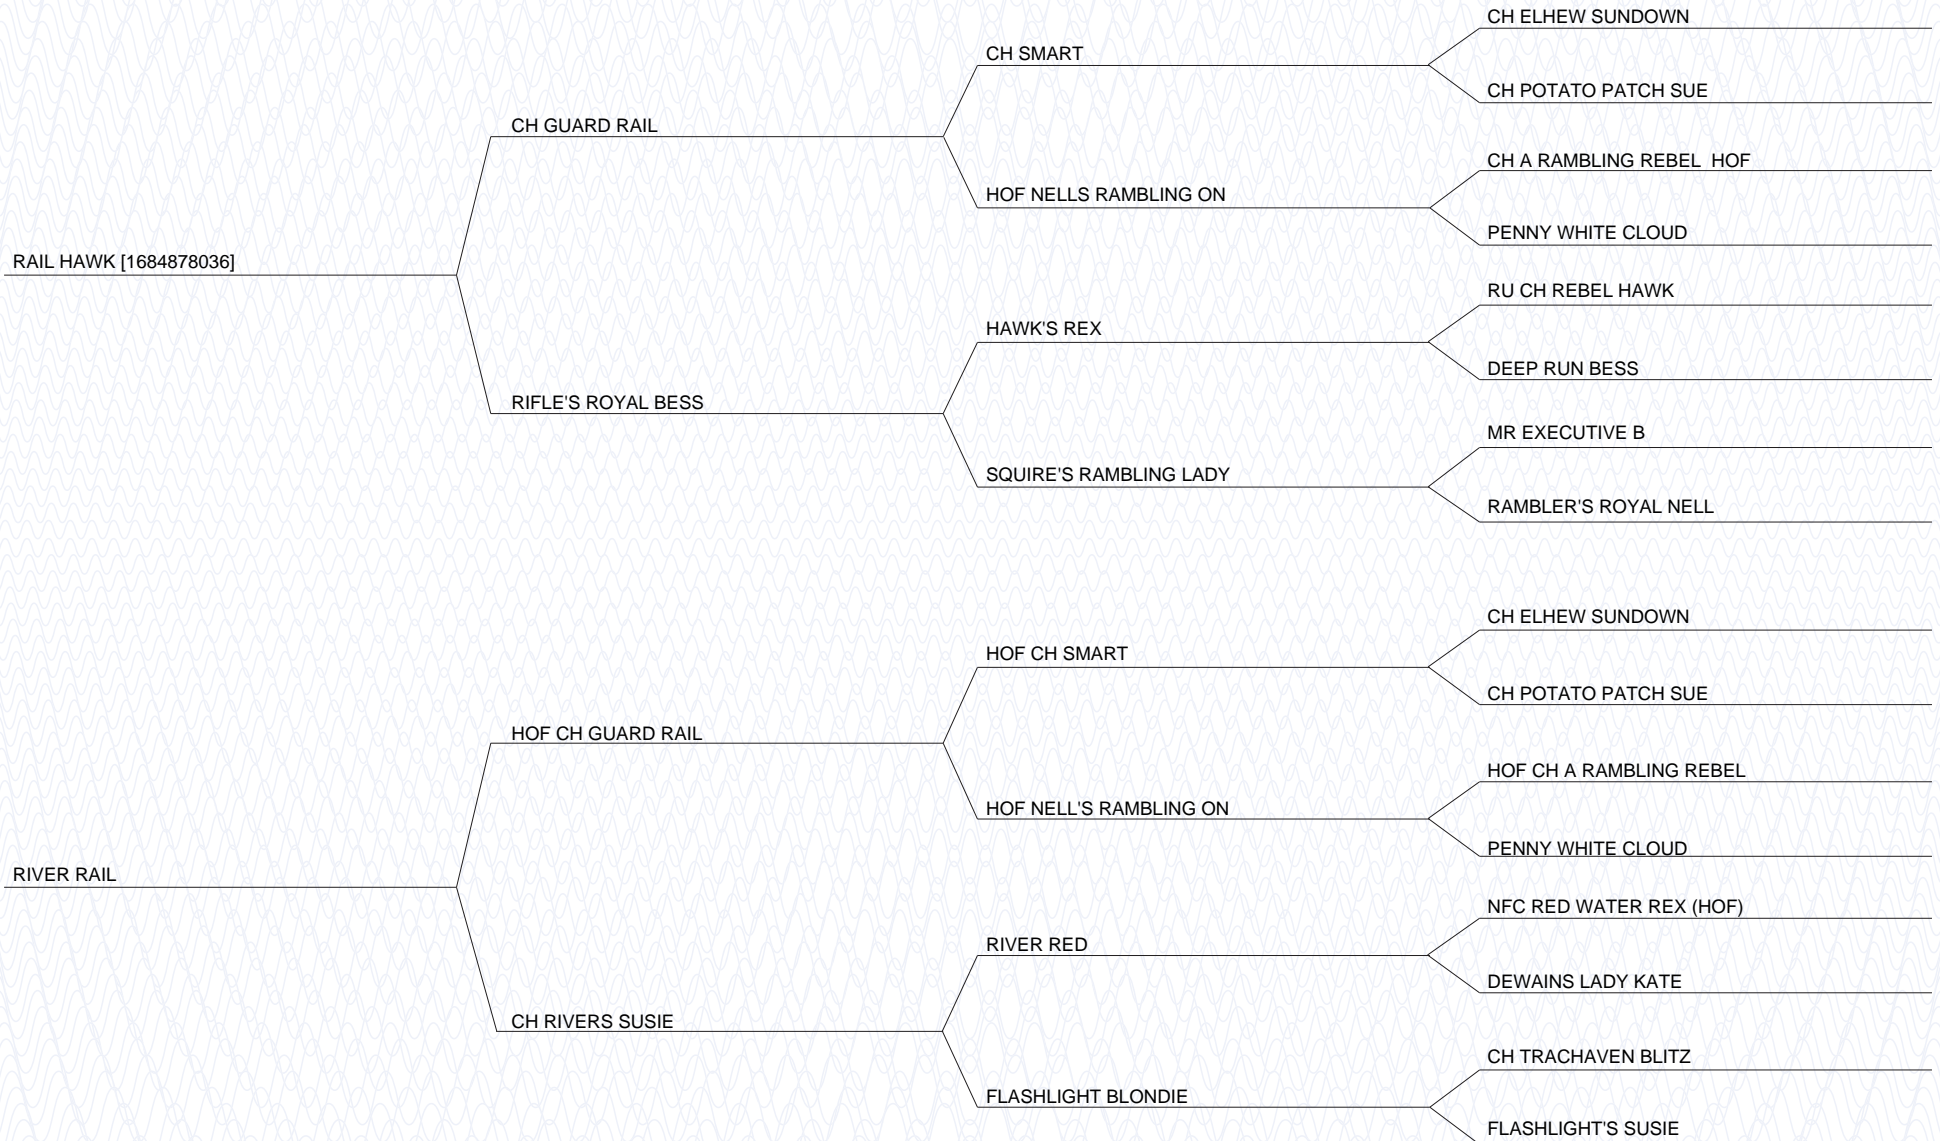 CH ELHEW SUNDOWN
CH SMART
CH POTATO PATCH SUE
CH GUARD RAIL
CH A RAMBLING REBEL  HOF
HOF NELLS RAMBLING ON
PENNY WHITE CLOUD
RAIL HAWK [1684878036]
RU CH REBEL HAWK
HAWK'S REX
DEEP RUN BESS
RIFLE'S ROYAL BESS
MR EXECUTIVE B
SQUIRE'S RAMBLING LADY
RAMBLER'S ROYAL NELL
CH ELHEW SUNDOWN
HOF CH SMART
CH POTATO PATCH SUE
HOF CH GUARD RAIL
HOF CH A RAMBLING REBEL
HOF NELL'S RAMBLING ON
PENNY WHITE CLOUD
RIVER RAIL
NFC RED WATER REX (HOF)
RIVER RED
DEWAINS LADY KATE
CH RIVERS SUSIE
CH TRACHAVEN BLITZ
FLASHLIGHT BLONDIE
FLASHLIGHT'S SUSIE